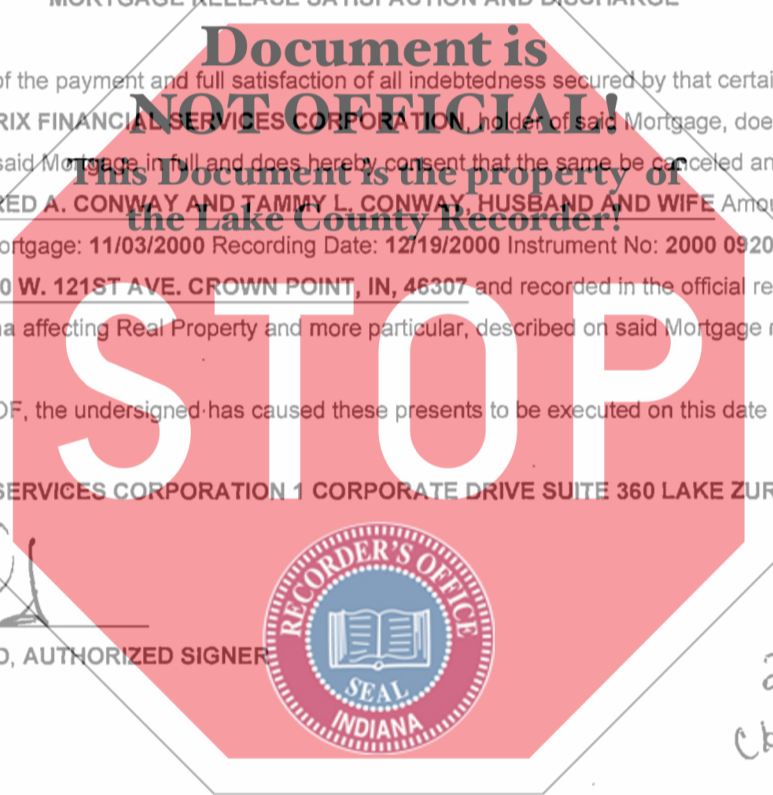 MORTGAGE RELEASE SATISFACTION AND DISCHARGE
Document is
of the payment and full satisfaction of all indebtedness secured by that certai
NOT OFFICIAL!
RIX FINANCIAL SERVICES CORPORATION, holder of said Mortgage, doe
said Mortgage in full and does hereby consent that the same be canceled an
This Document is the property of
RED A. CONWAY AND TAMMY L. CONWAY, HUSBAND AND WIFE Amou
the Lake County Recorder!
ortgage: 11/03/2000 Recording Date: 12/19/2000 Instrument No: 2000 0920
0 W. 121ST AVE. CROWN POINT, IN, 46307 and recorded in the official re
a affecting Real Property and more particular, described on said Mortgage
STOP
OF, the undersigned has caused these presents to be executed on this date
SERVICES CORPORATION 1 CORPORATE DRIVE SUITE 360 LAKE ZUR
RECORDER'S OFFICE
SEAL
INDIANA
D, AUTHORIZED SIGNER